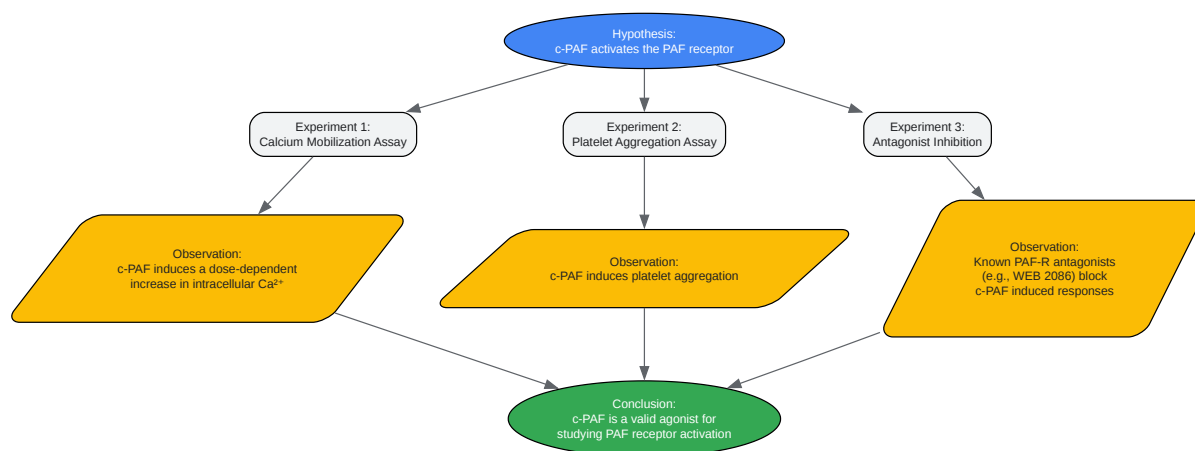 Hypothesis:
c-PAF activates the PAF receptor
Experiment 1:
Calcium Mobilization Assay
Experiment 2:
Platelet Aggregation Assay
Experiment 3:
Antagonist Inhibition
Observation:
c-PAF induces a dose-dependent
increase in intracellular Ca²⁺
Observation:
c-PAF induces platelet aggregation
Observation:
Known PAF-R antagonists
(e.g., WEB 2086) block
c-PAF induced responses
Conclusion:
c-PAF is a valid agonist for
studying PAF receptor activation